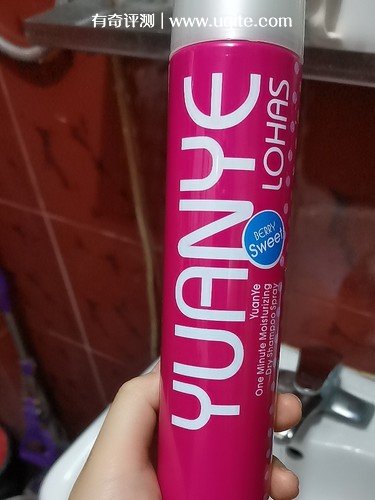 有奇评测 | www.uqite.com
YUANYE
LOHAS
BERRY
Sweet
YuanYe
One Minute Moisturizing
Dry Shampoo Spray